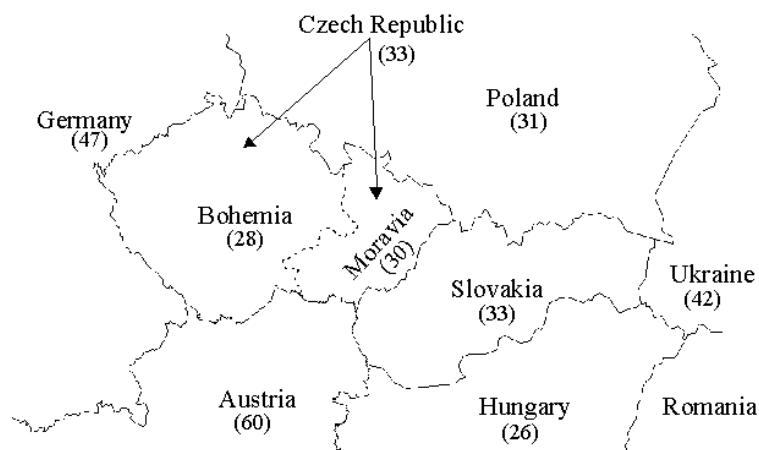 Czech Republic
(33)
Germany
(47)
Poland
(31)
Bohemia
(28)
Moravia
(30)
Slovakia
(33)
Ukraine
(42)
Austria
(60)
Hungary
(26)
Romania